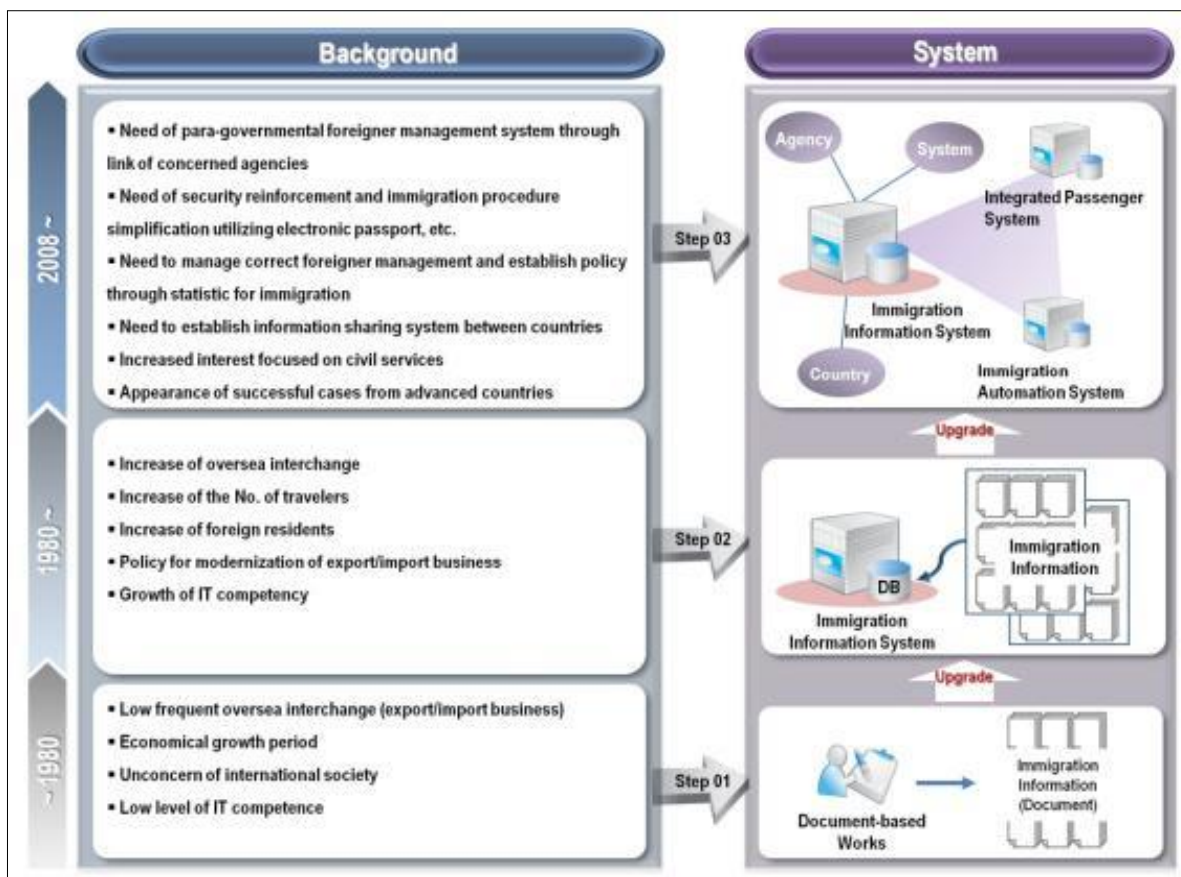 Background
System
2008 ~
▪ Need of para-governmental foreigner management system through
link of concerned agencies
▪ Need of security reinforcement and immigration procedure
simplification utilizing electronic passport, etc.
▪ Need to manage correct foreigner management and establish policy
through statistic for immigration
▪ Need to establish information sharing system between countries
▪ Increased interest focused on civil services
▪ Appearance of successful cases from advanced countries
Step 03
Agency
System
Integrated Passenger
System
Immigration
Information System
Country
Immigration
Automation System
Upgrade
1980 ~
▪ Increase of oversea interchange
▪ Increase of the No. of travelers
▪ Increase of foreign residents
▪ Policy for modernization of export/import business
▪ Growth of IT competency
Step 02
DB
Immigration
Information System
Immigration
Information
Upgrade
~ 1980
▪ Low frequent oversea interchange (export/import business)
▪ Economical growth period
▪ Unconcern of international society
▪ Low level of IT competence
Step 01
Document-based
Works
Immigration
Information
(Document)